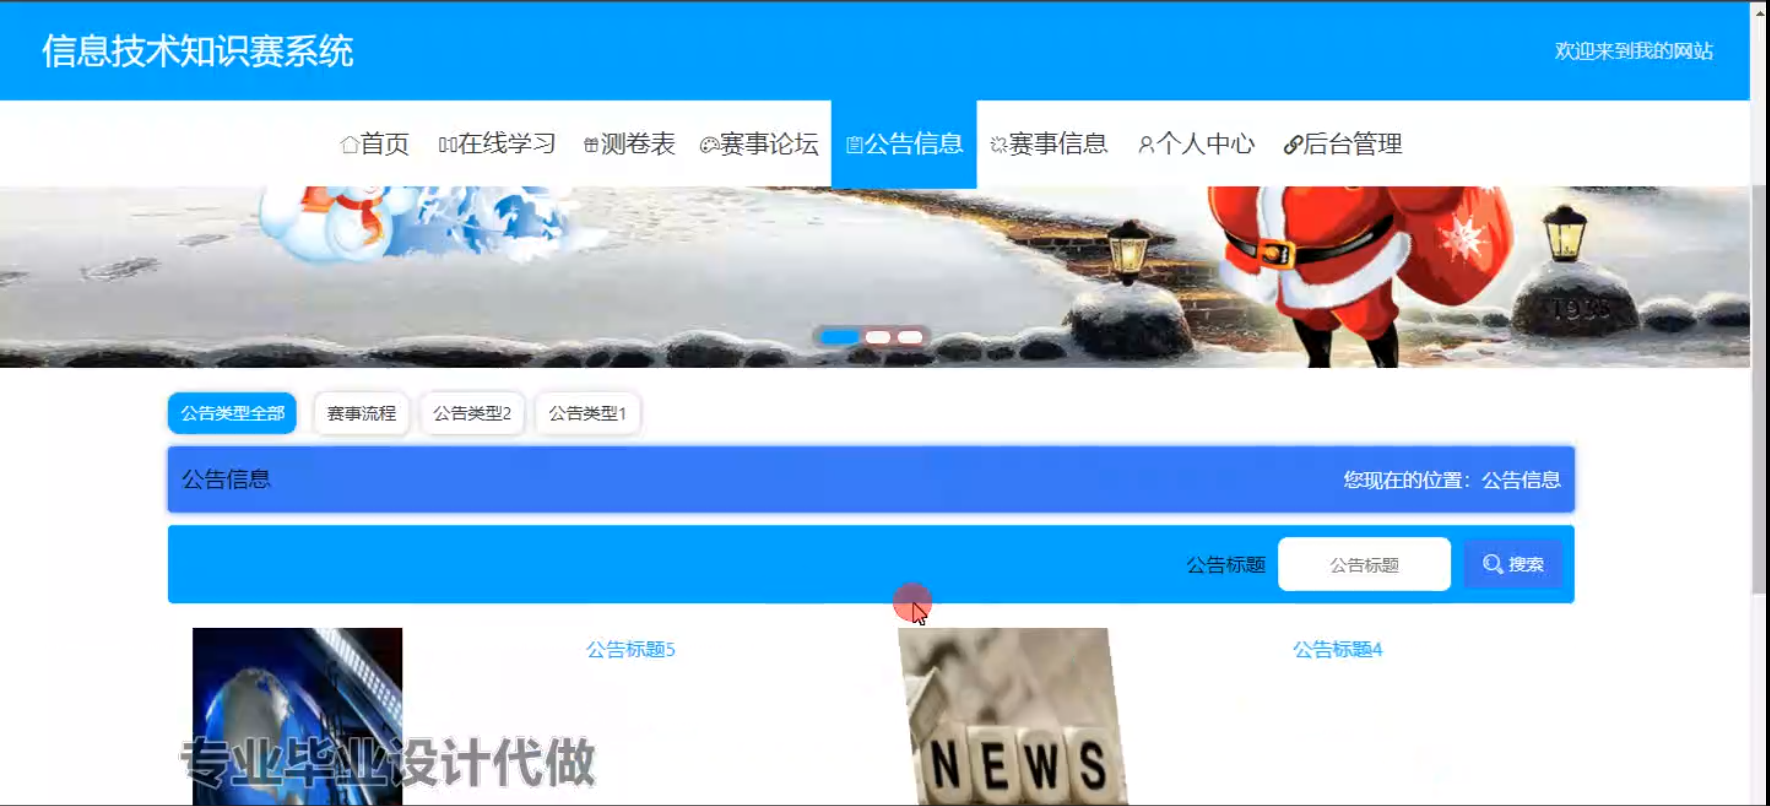 信息技术知识赛系统
欢迎来到我的网站
首页 在线学习 测卷表 赛事论坛 公告信息 赛事信息 个人中心 后台管理
1935
公告类型全部 赛事流程 公告类型2 公告类型1
公告信息
您现在的位置：公告信息
公告标题 公告标题 搜索
公告标题5
公告标题4
NEWS
专业毕业设计代做